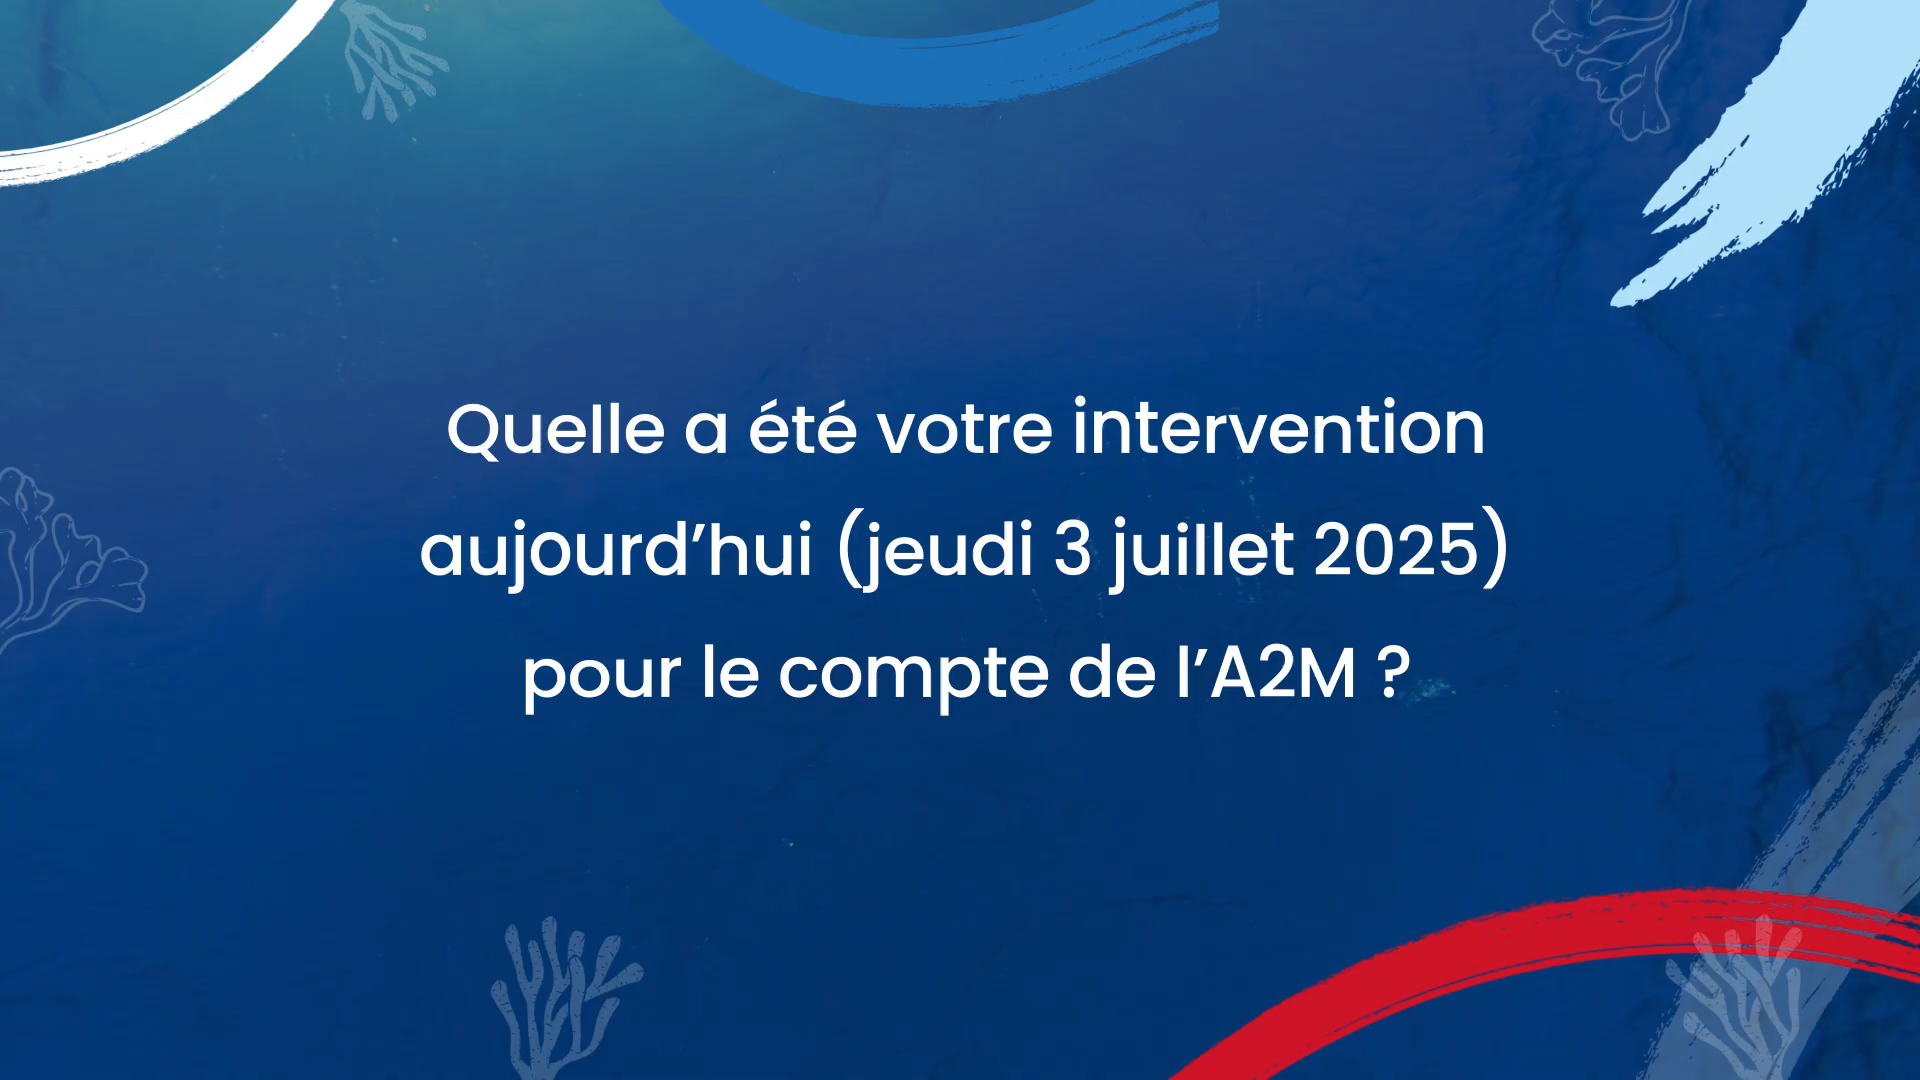 Quelle a été votre intervention
aujourd’hui (jeudi 3 juillet 2025)
pour le compte de l’A2M ?